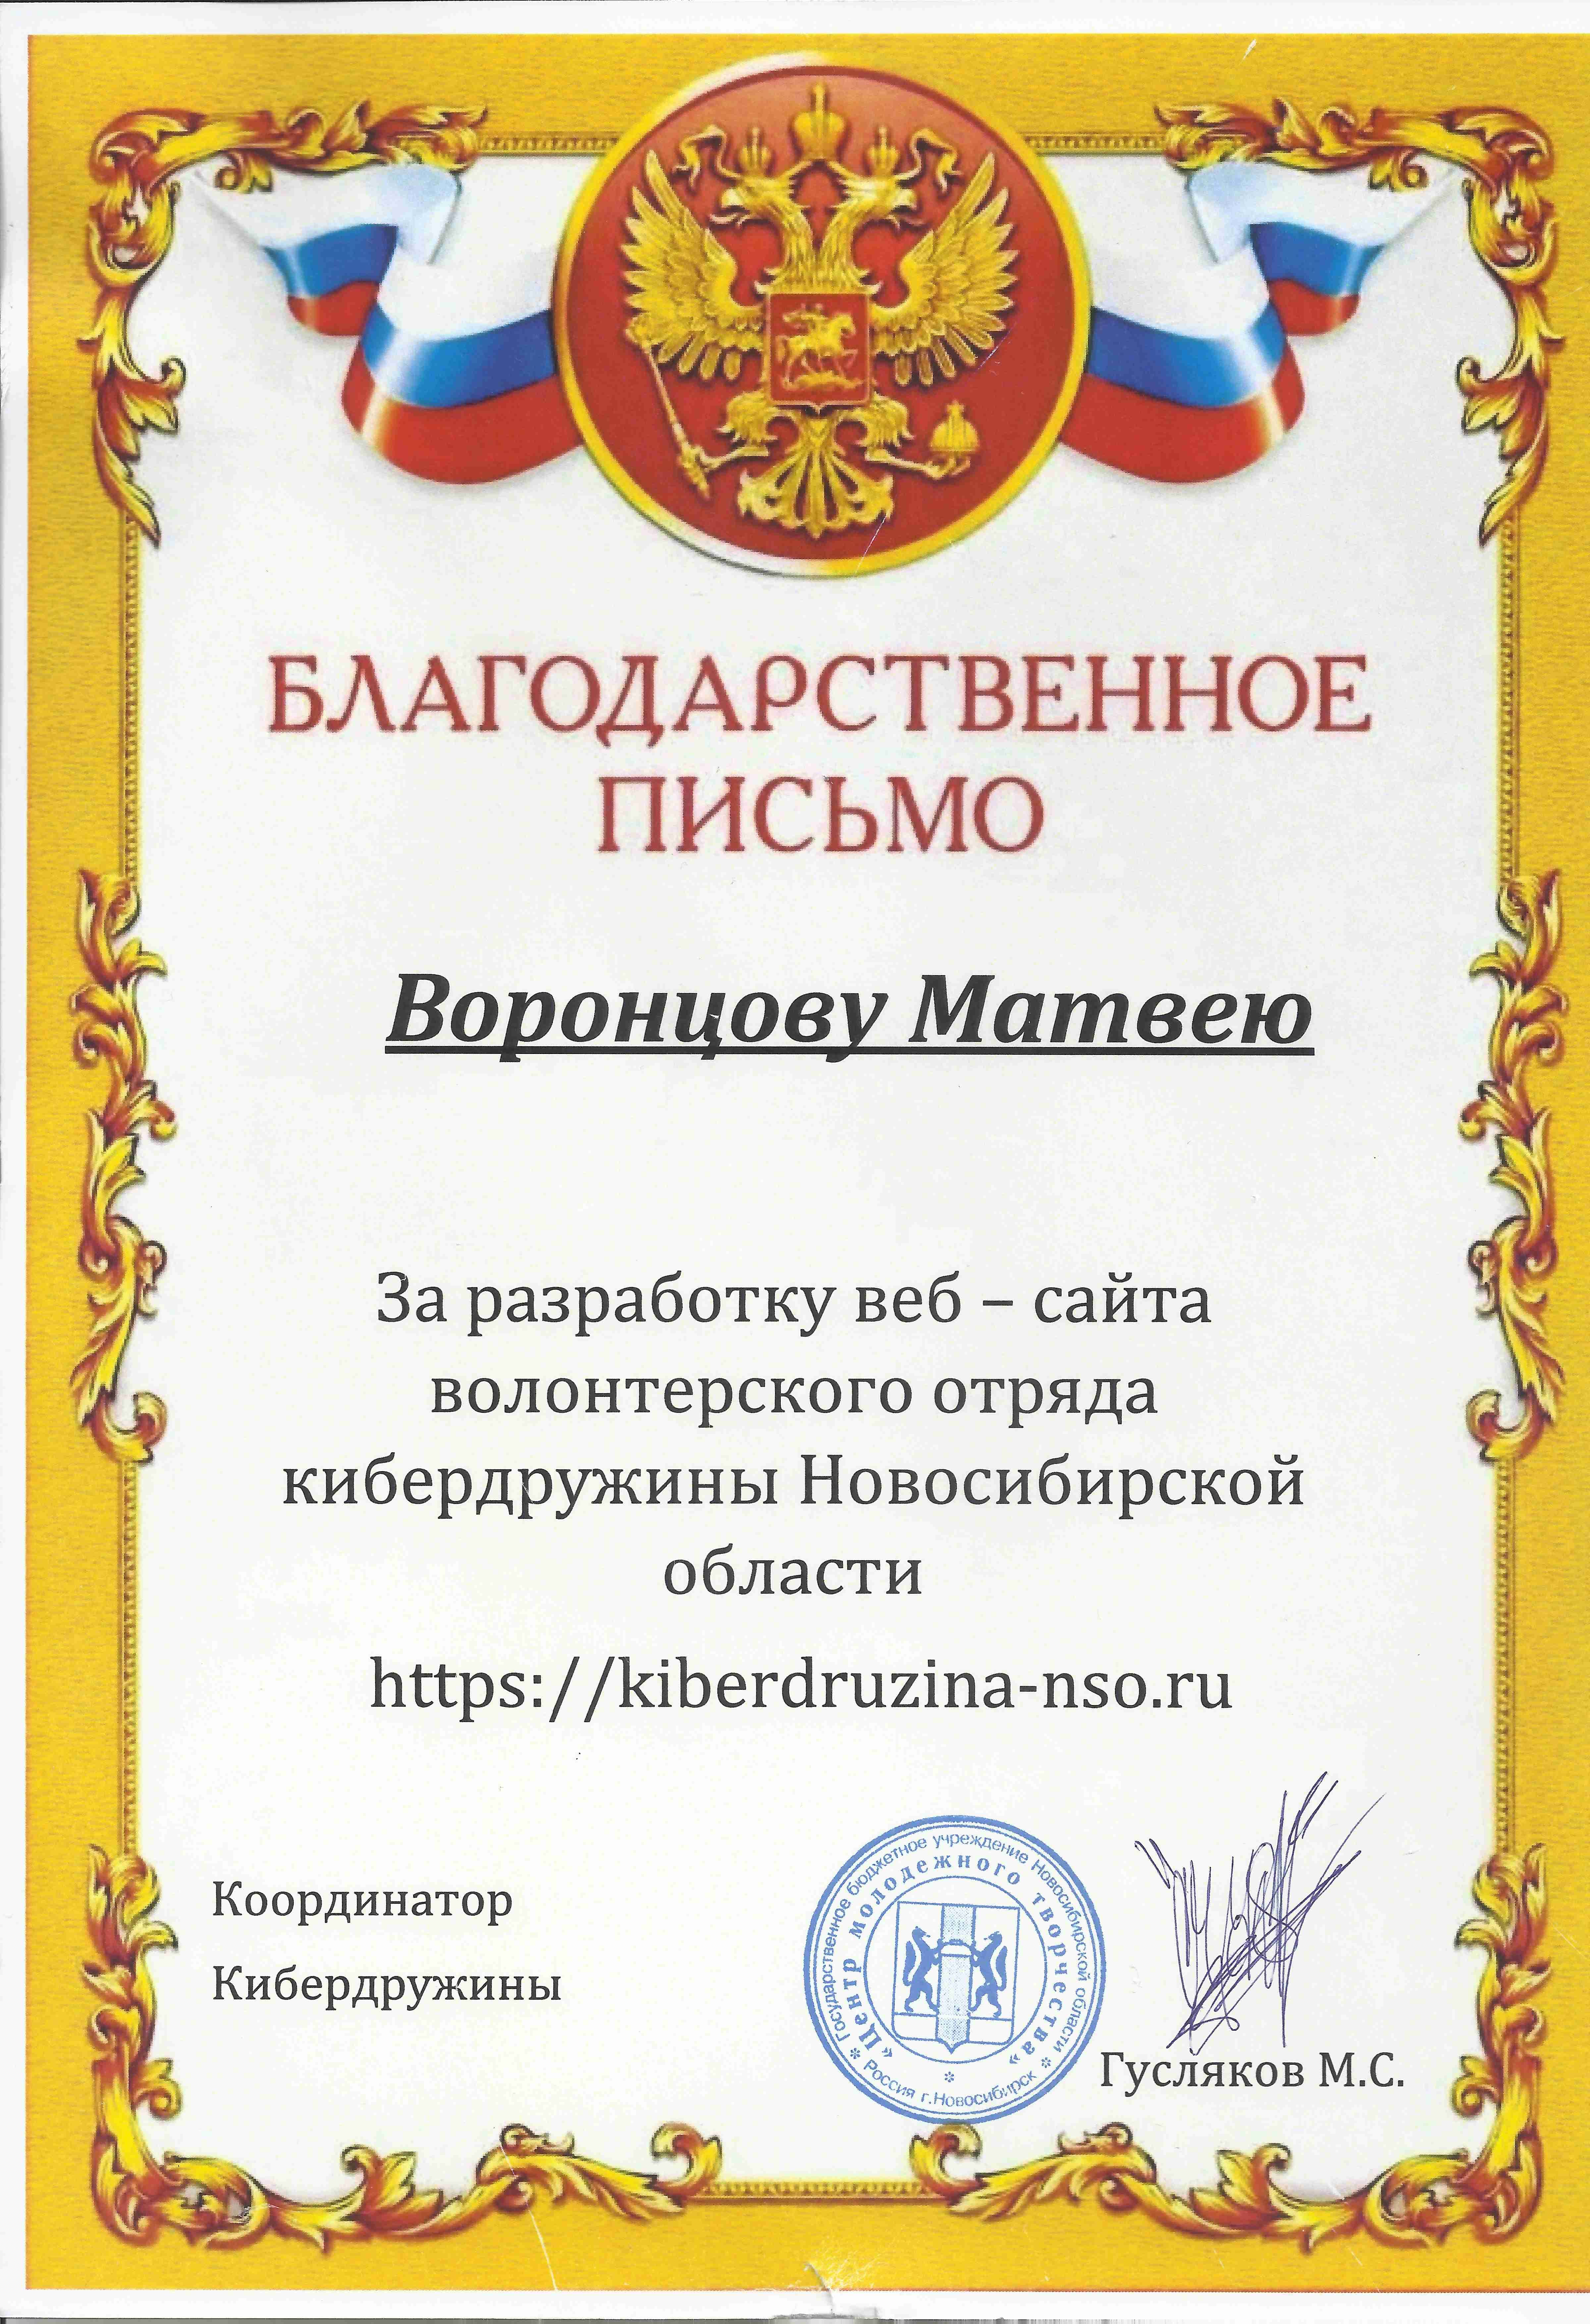 БЛАГОДАРСТВЕННОЕ
ПИСЬМО
Воронцову Матвею
За разработку веб – сайта
волонтерского отряда
кибердружины Новосибирской
области
https://kiberdruzina-nso.ru
Координатор
Кибердружины
Государственное бюджетное учреждение Новосибирской области
«Центр молодежного творчества»
* Россия г.Новосибирск *
Гусляков М.С.